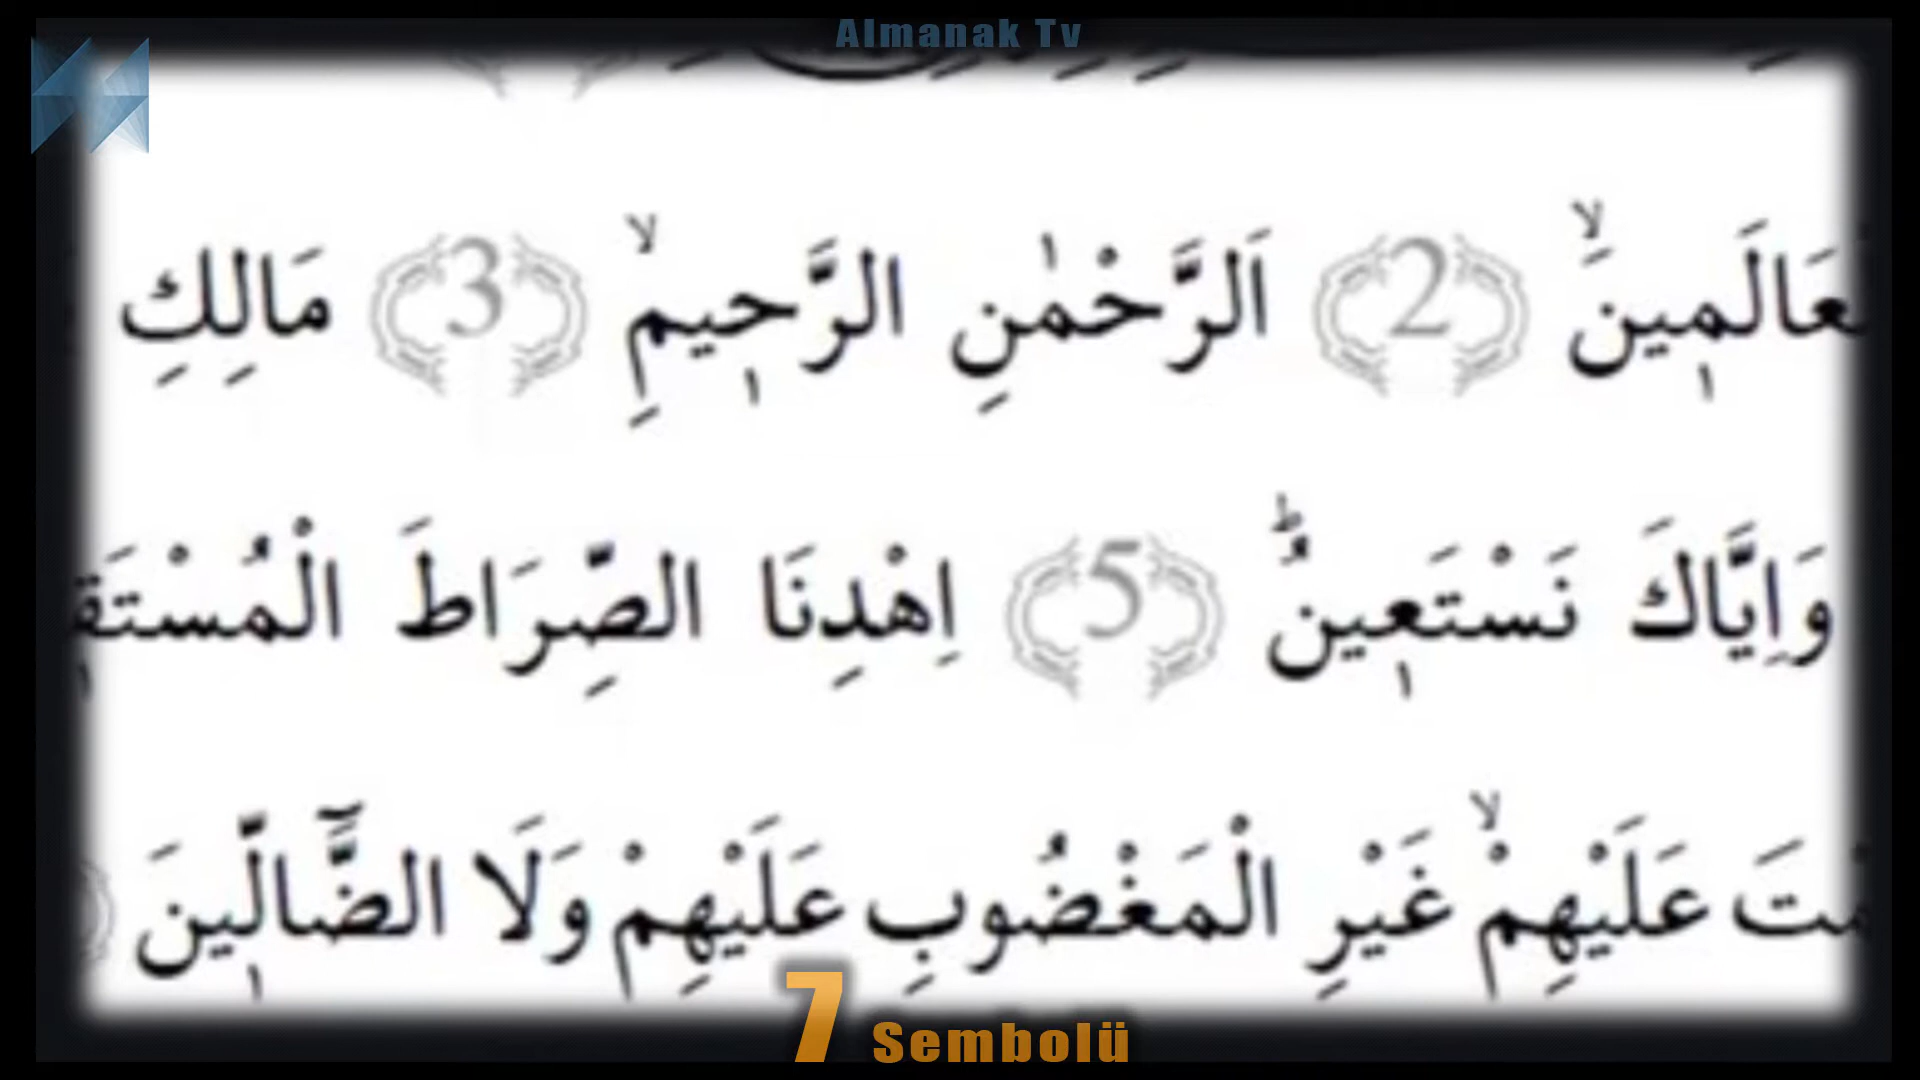 Almanak Tv
عَالَمِينَۙ 2 اَلرَّحْمٰنِ الرَّح۪يمِۙ 3 مَالِكِ
وَاِيَّاكَ نَسْتَع۪ينُۜ 5 اِهْدِنَا الصِّرَاطَ الْمُسْتَق
مْتَ عَلَيْهِمْۙ غَيْرِ الْمَغْضُوبِ عَلَيْهِمْ وَلَا الضَّٓالّ۪ينَ
7 Sembolü